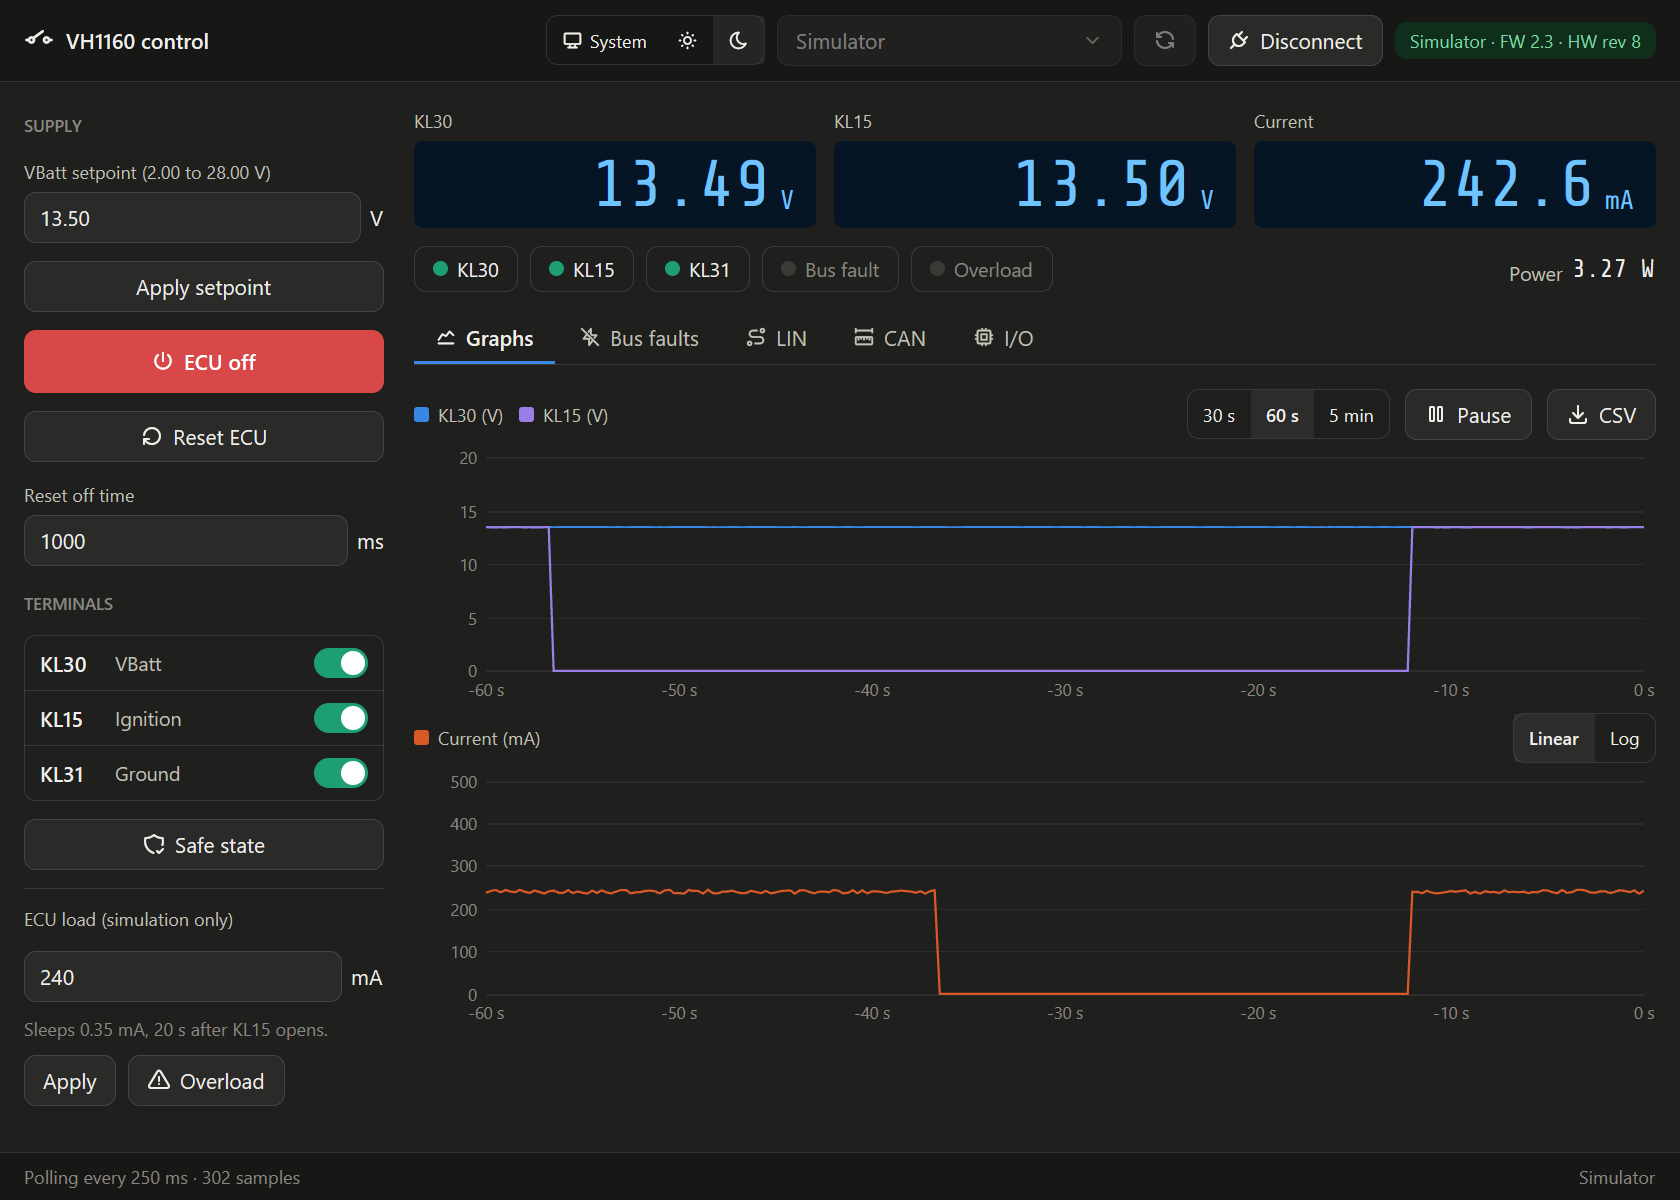 VH1160 control
System
Simulator
Disconnect
Simulator · FW 2.3 · HW rev 8
SUPPLY
VBatt setpoint (2.00 to 28.00 V)
13.50 V
Apply setpoint
ECU off
Reset ECU
Reset off time
1000 ms
TERMINALS
KL30 VBatt
KL15 Ignition
KL31 Ground
Safe state
ECU load (simulation only)
240 mA
Sleeps 0.35 mA, 20 s after KL15 opens.
Apply Overload
KL30
13.49 V
KL15
13.50 V
Current
242.6 mA
KL30 KL15 KL31 Bus fault Overload
Power 3.27 W
Graphs Bus faults LIN CAN I/O
KL30 (V) KL15 (V)
30 s 60 s 5 min Pause CSV
20
15
10
5
0
-60 s -50 s -40 s -30 s -20 s -10 s 0 s
Current (mA)
Linear Log
500
400
300
200
100
0
-60 s -50 s -40 s -30 s -20 s -10 s 0 s
Polling every 250 ms · 302 samples
Simulator